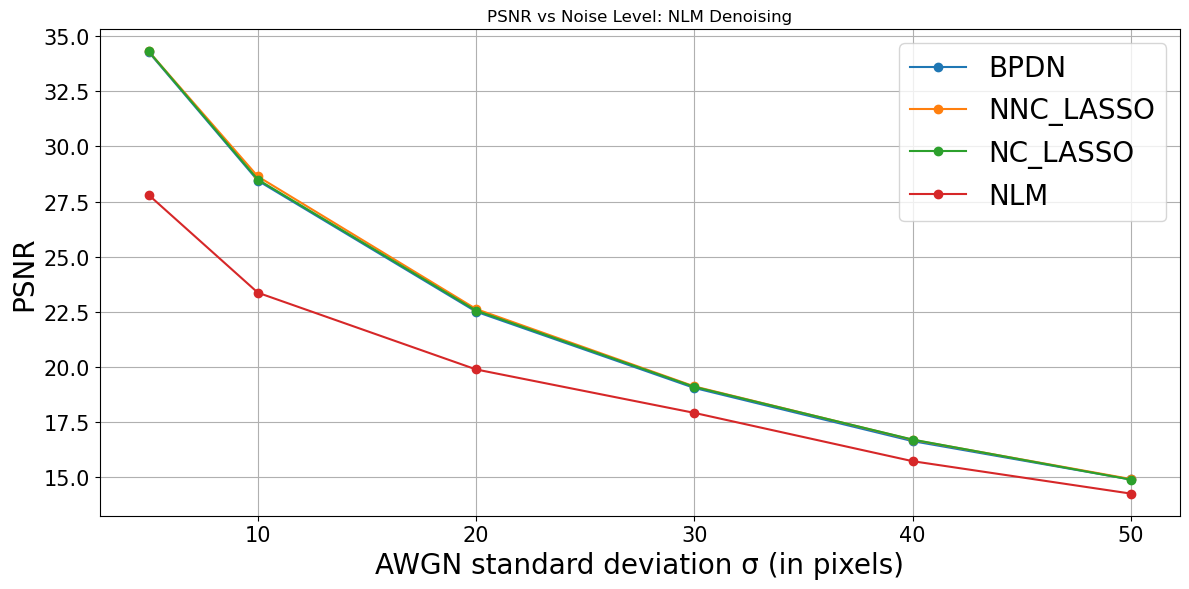 PSNR vs Noise Level: NLM Denoising
35.0
32.5
30.0
27.5
25.0
22.5
20.0
17.5
15.0
PSNR
BPDN
NNC_LASSO
NC_LASSO
NLM
10 20 30 40 50
AWGN standard deviation σ (in pixels)